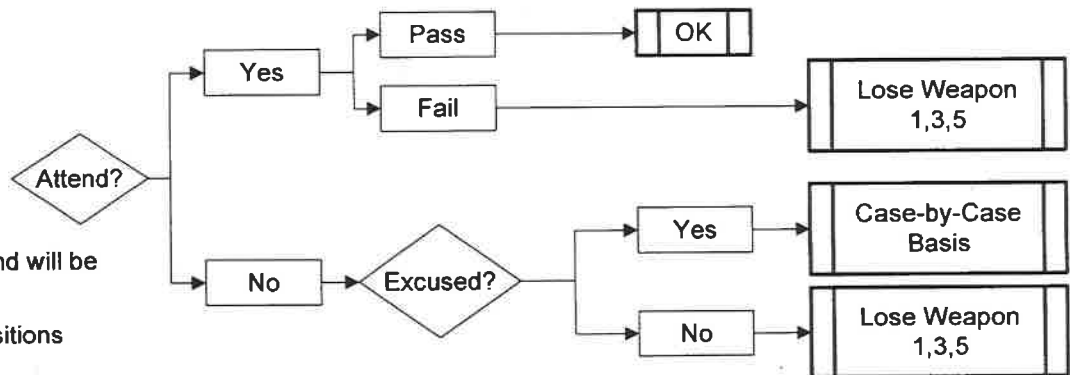 Pass
OK
Yes
Fail
Lose Weapon
1,3,5
Attend?
Case-by-Case
Basis
Yes
nd will be
No
Excused?
sitions
No
Lose Weapon
1,3,5